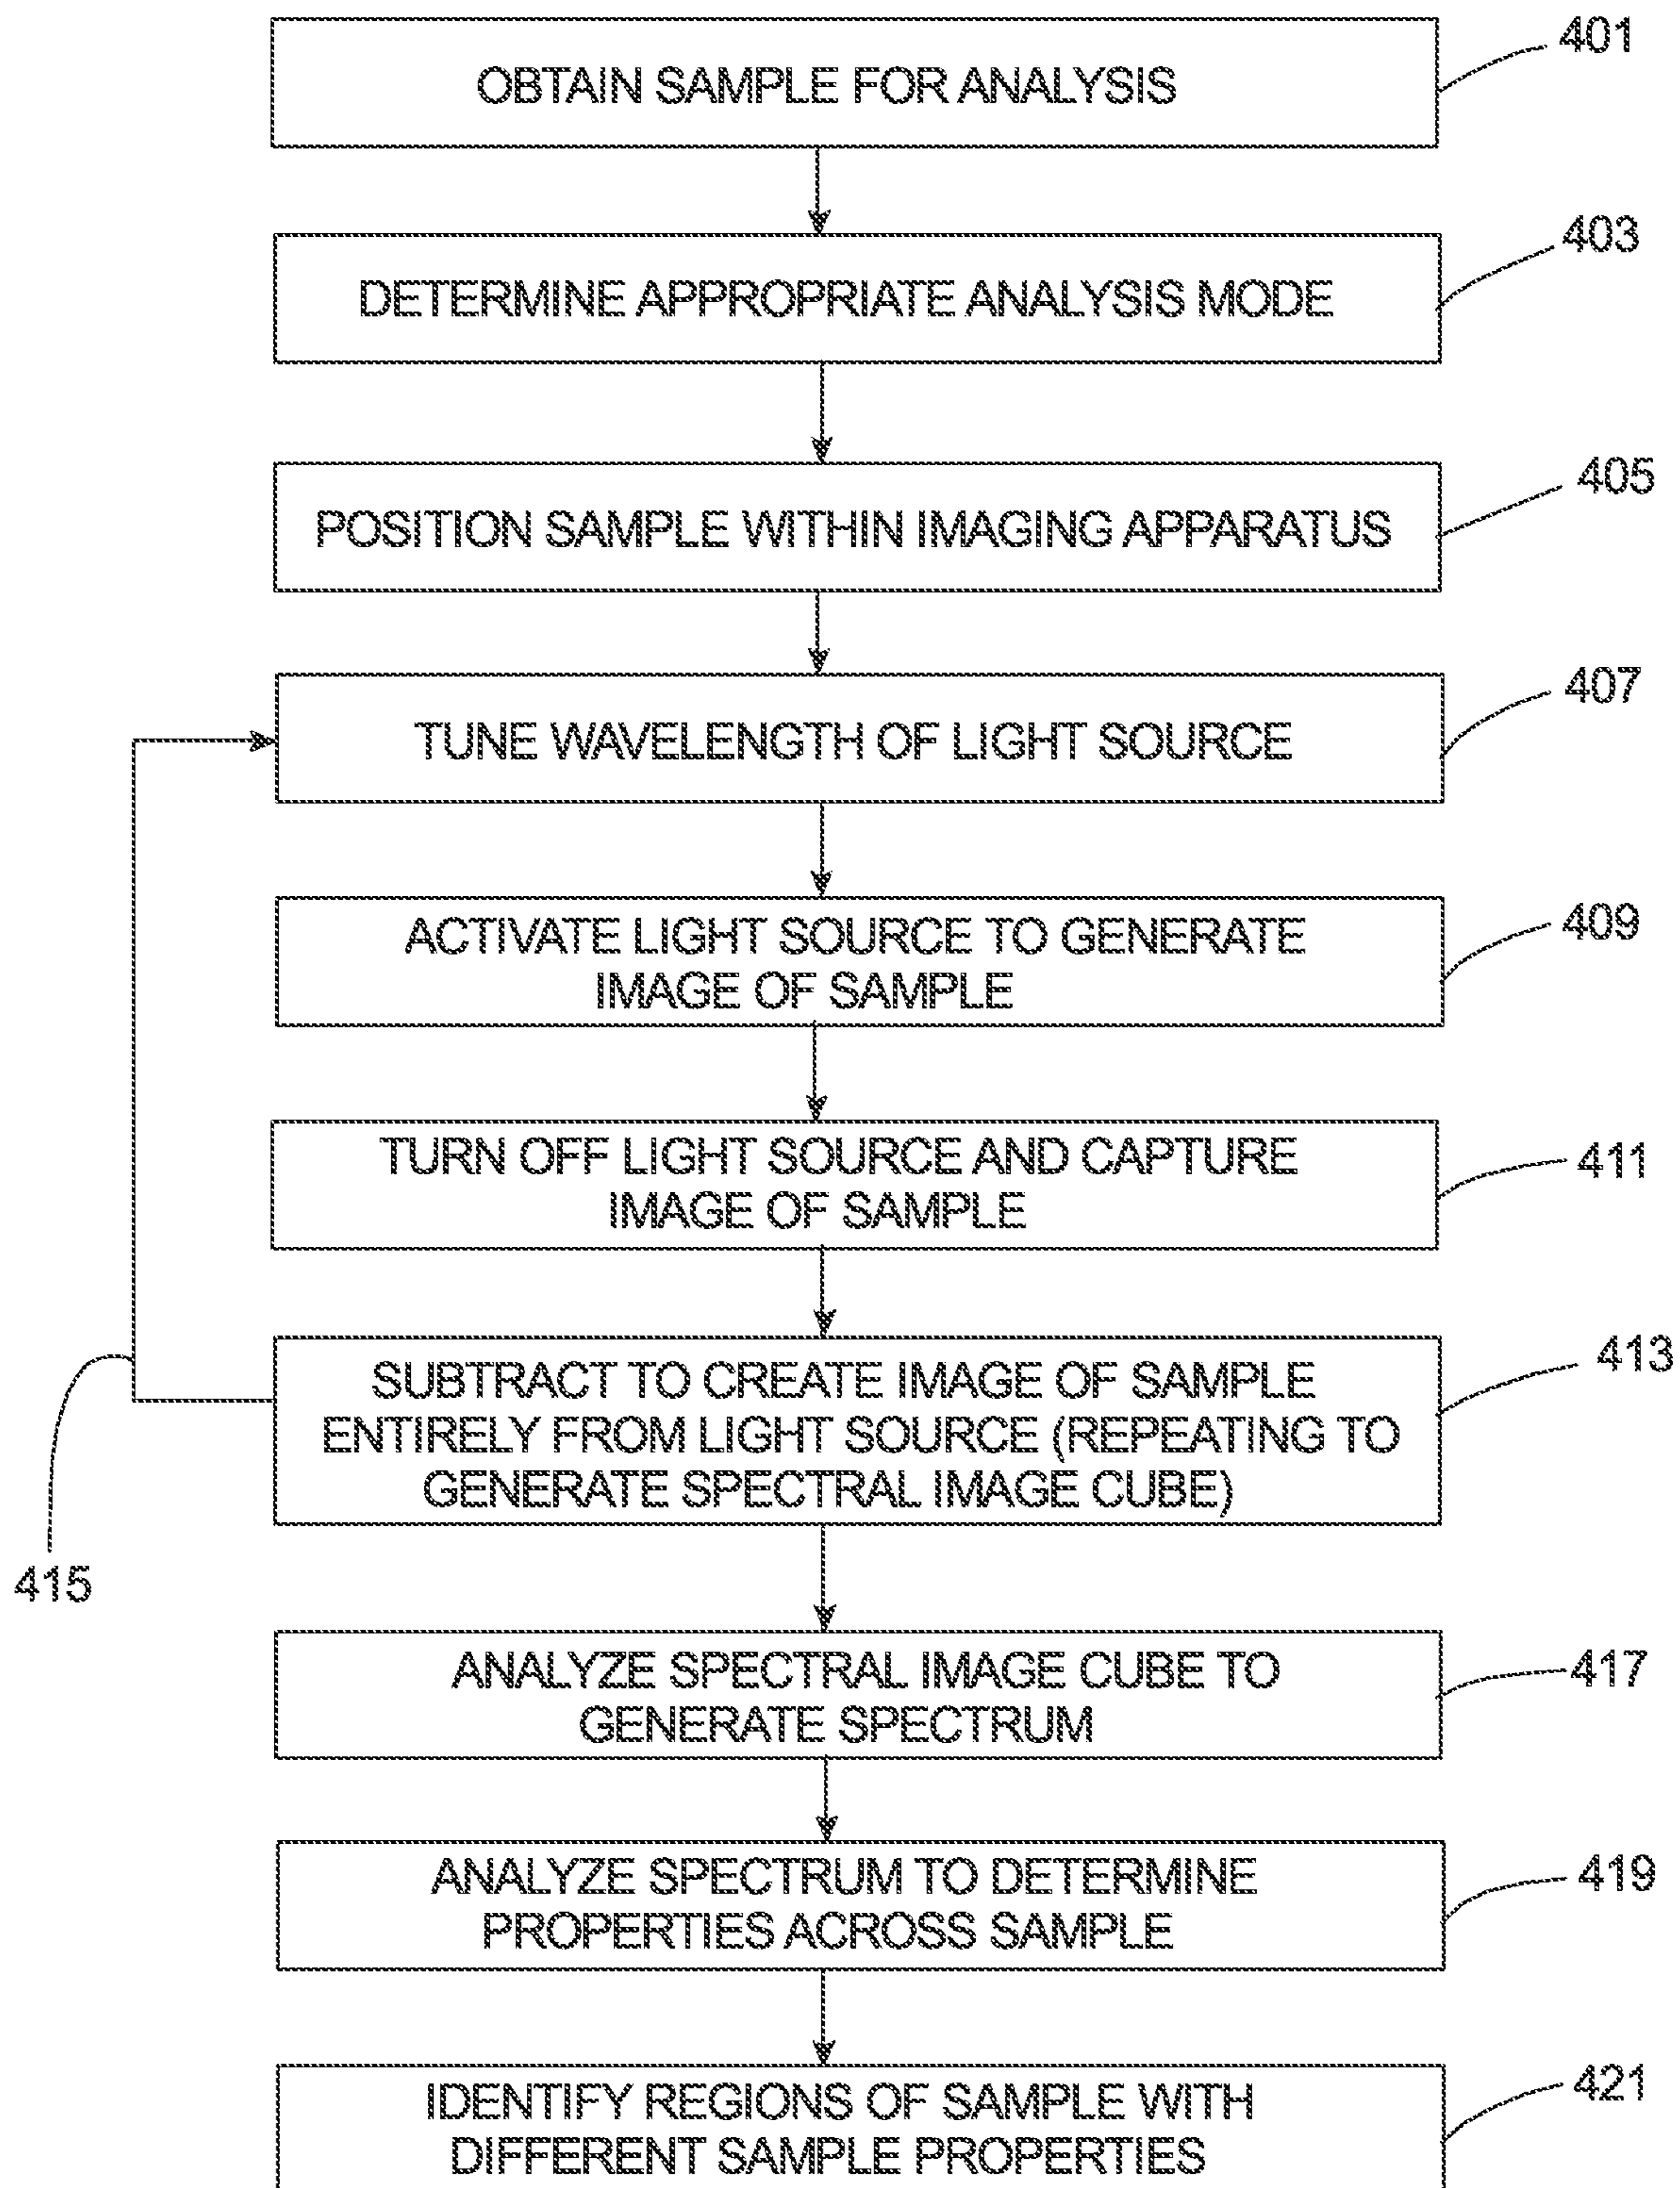 OBTAIN SAMPLE FOR ANALYSIS
401
DETERMINE APPROPRIATE ANALYSIS MODE
403
POSITION SAMPLE WITHIN IMAGING APPARATUS
405
TUNE WAVELENGTH OF LIGHT SOURCE
407
ACTIVATE LIGHT SOURCE TO GENERATE
IMAGE OF SAMPLE
409
TURN OFF LIGHT SOURCE AND CAPTURE
IMAGE OF SAMPLE
411
SUBTRACT TO CREATE IMAGE OF SAMPLE
ENTIRELY FROM LIGHT SOURCE (REPEATING TO
GENERATE SPECTRAL IMAGE CUBE)
413
415
ANALYZE SPECTRAL IMAGE CUBE TO
GENERATE SPECTRUM
417
ANALYZE SPECTRUM TO DETERMINE
PROPERTIES ACROSS SAMPLE
419
IDENTIFY REGIONS OF SAMPLE WITH
DIFFERENT SAMPLE PROPERTIES
421